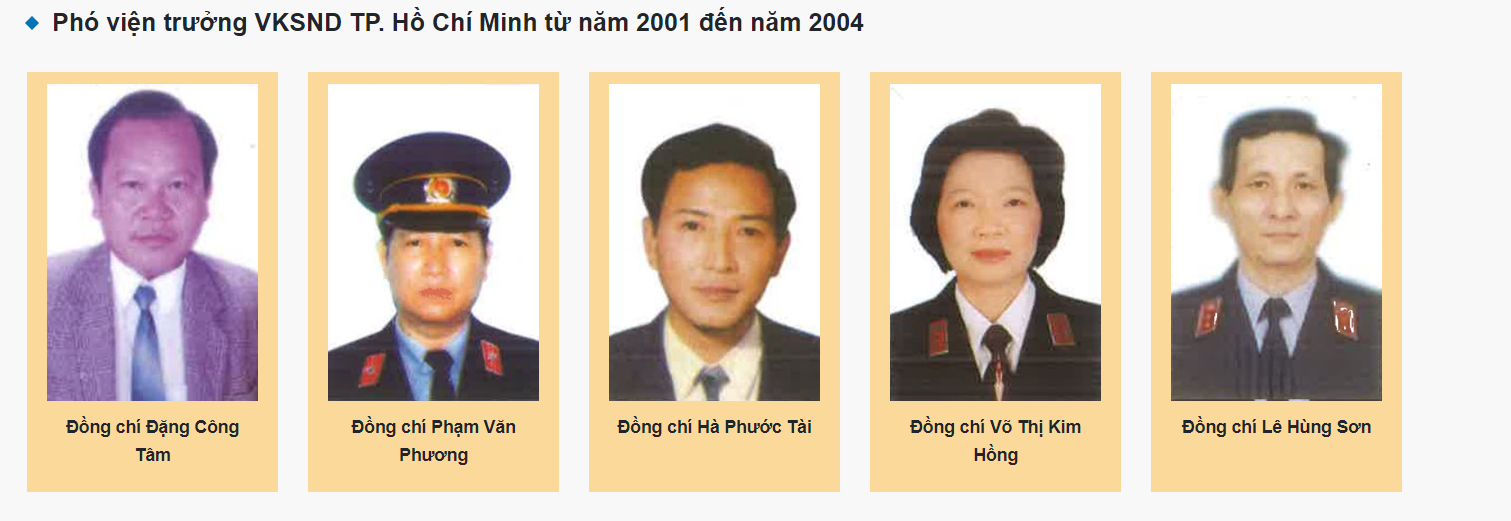 Phó viện trưởng VKSND TP. Hồ Chí Minh từ năm 2001 đến năm 2004
Đồng chí Đặng Công
Tâm
Đồng chí Phạm Văn
Phương
Đồng chí Hà Phước Tài
Đồng chí Võ Thị Kim
Hồng
Đồng chí Lê Hùng Sơn